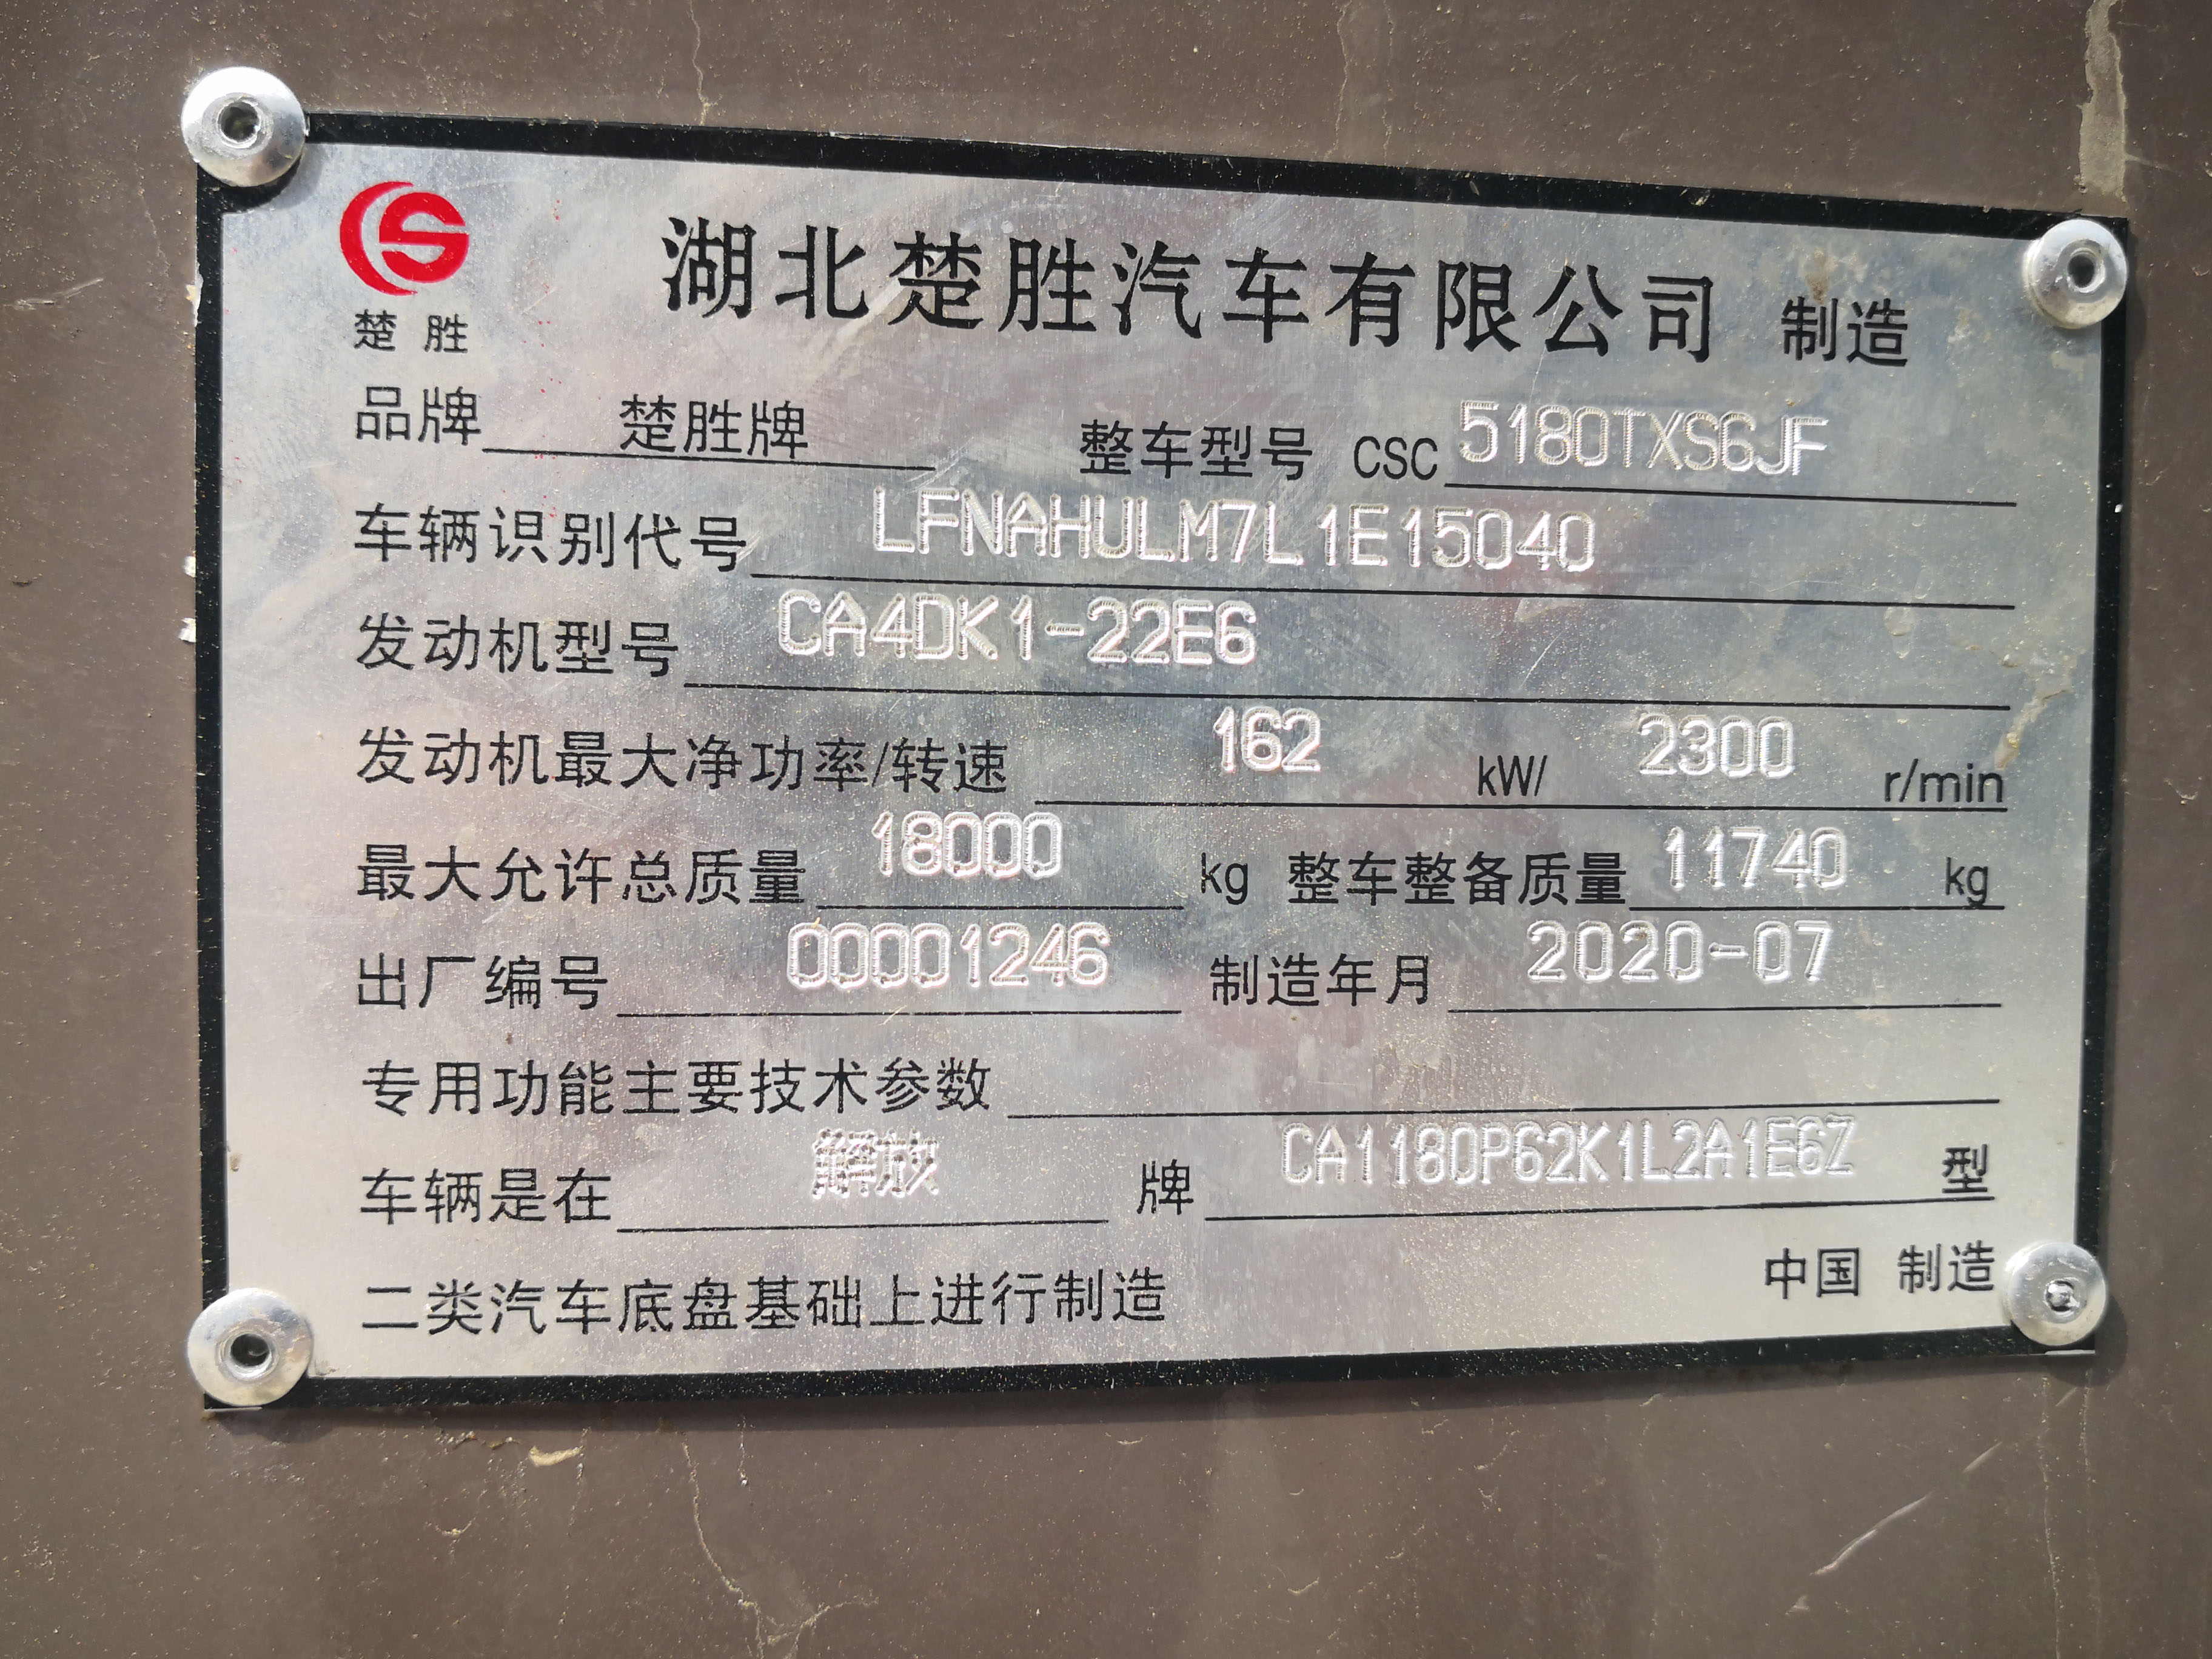 楚胜
湖北楚胜汽车有限公司 制造
品牌 楚胜牌 整车型号 CSC 5180TXS6JF
车辆识别代号 LFNAHULM7L1E15040
发动机型号 CA4DK1-22E6
发动机最大净功率/转速 162 kW/ 2300 r/min
最大允许总质量 18000 kg 整车整备质量 11740 kg
出厂编号 00001246 制造年月 2020-07
专用功能主要技术参数
车辆是在 解放 牌 CA1180P62K1L2A1E6Z 型
二类汽车底盘基础上进行制造 中国 制造